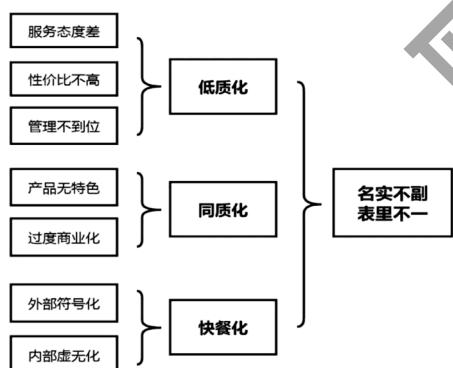 服务态度差
性价比不高
管理不到位
低质化
产品无特色
过度商业化
同质化
外部符号化
内部虚无化
快餐化
名实不副
表里不一